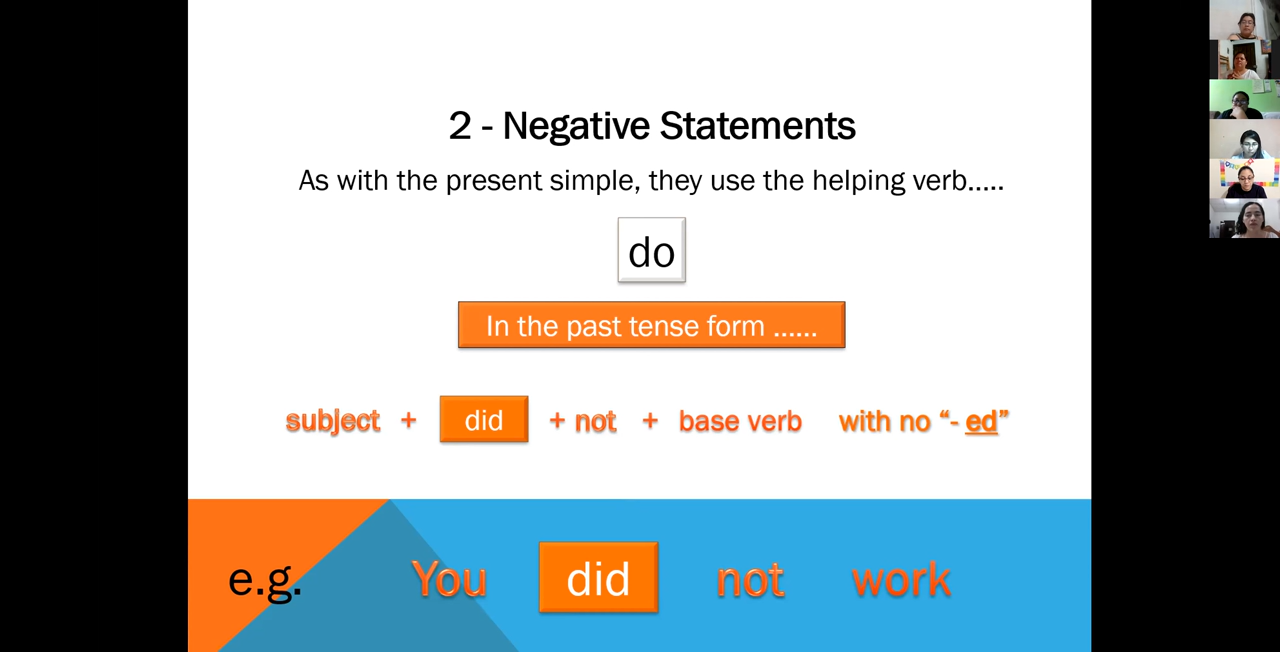 2 - Negative Statements
As with the present simple, they use the helping verb.....
do
In the past tense form ......
subject + did + not + base verb with no “- ed”
e.g. You did not work